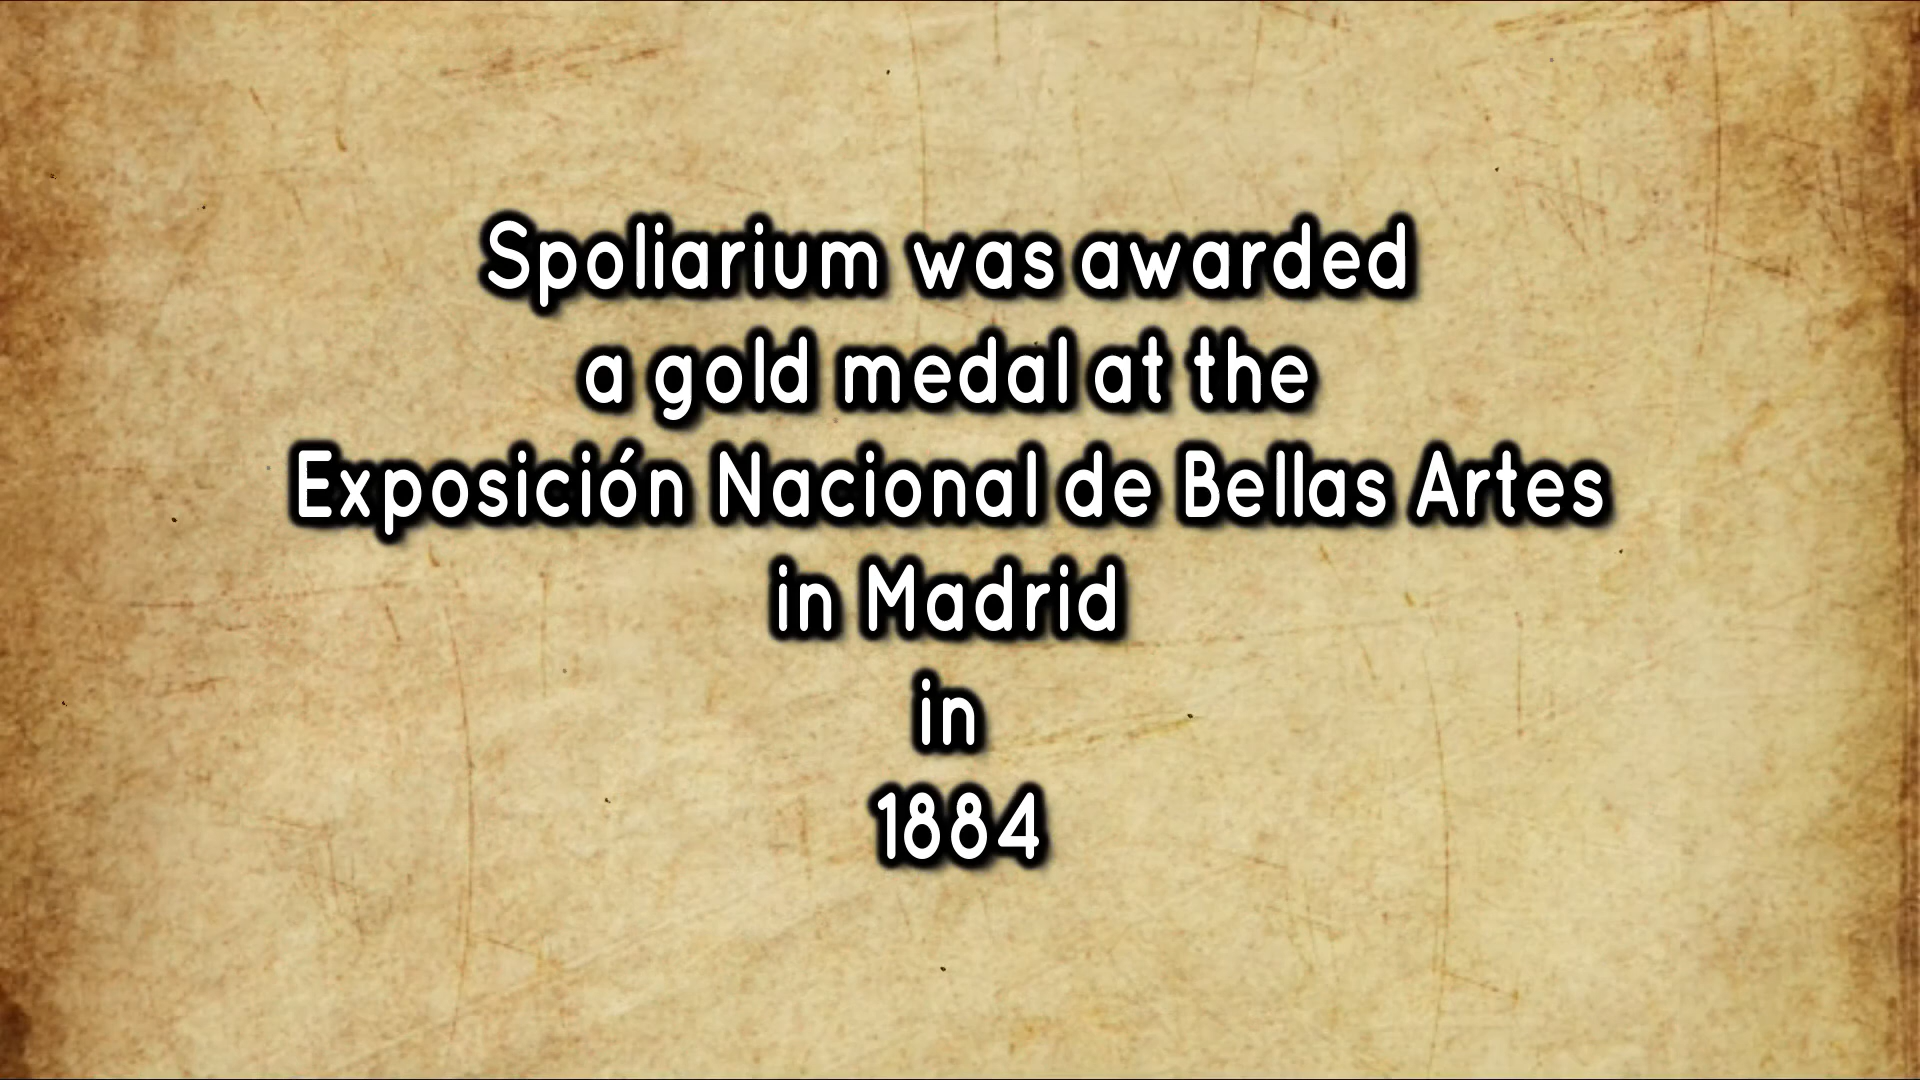 Spoliarium was awarded
a gold medal at the
Exposición Nacional de Bellas Artes
in Madrid
in
1884